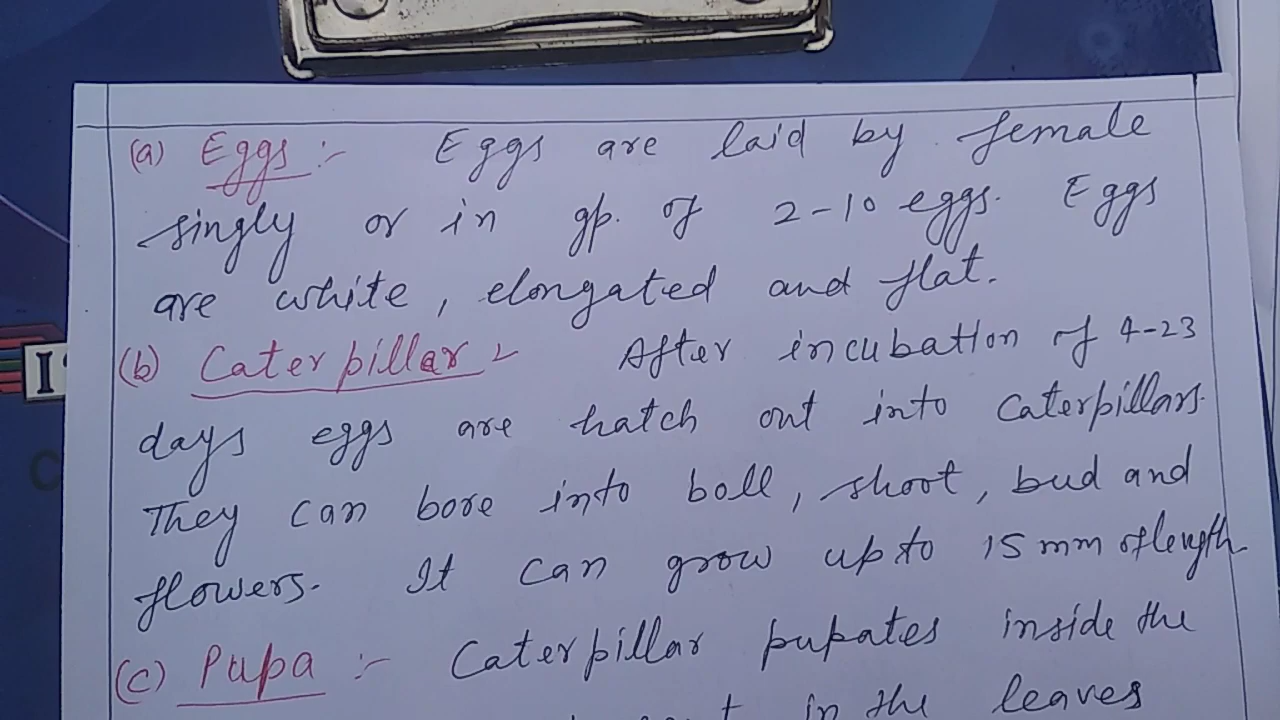 (a) Eggs :- Eggs are laid by female
singly or in gp. of 2-10 eggs. Eggs
are white, elongated and flat.
(b) Caterpillar :- After incubation of 4-23
days eggs are hatch out into caterpillars.
They can bore into boll, shoot, bud and
flowers. It can grow upto 15 mm of length
(c) Pupa :- Caterpillar pupates inside the
in the leaves